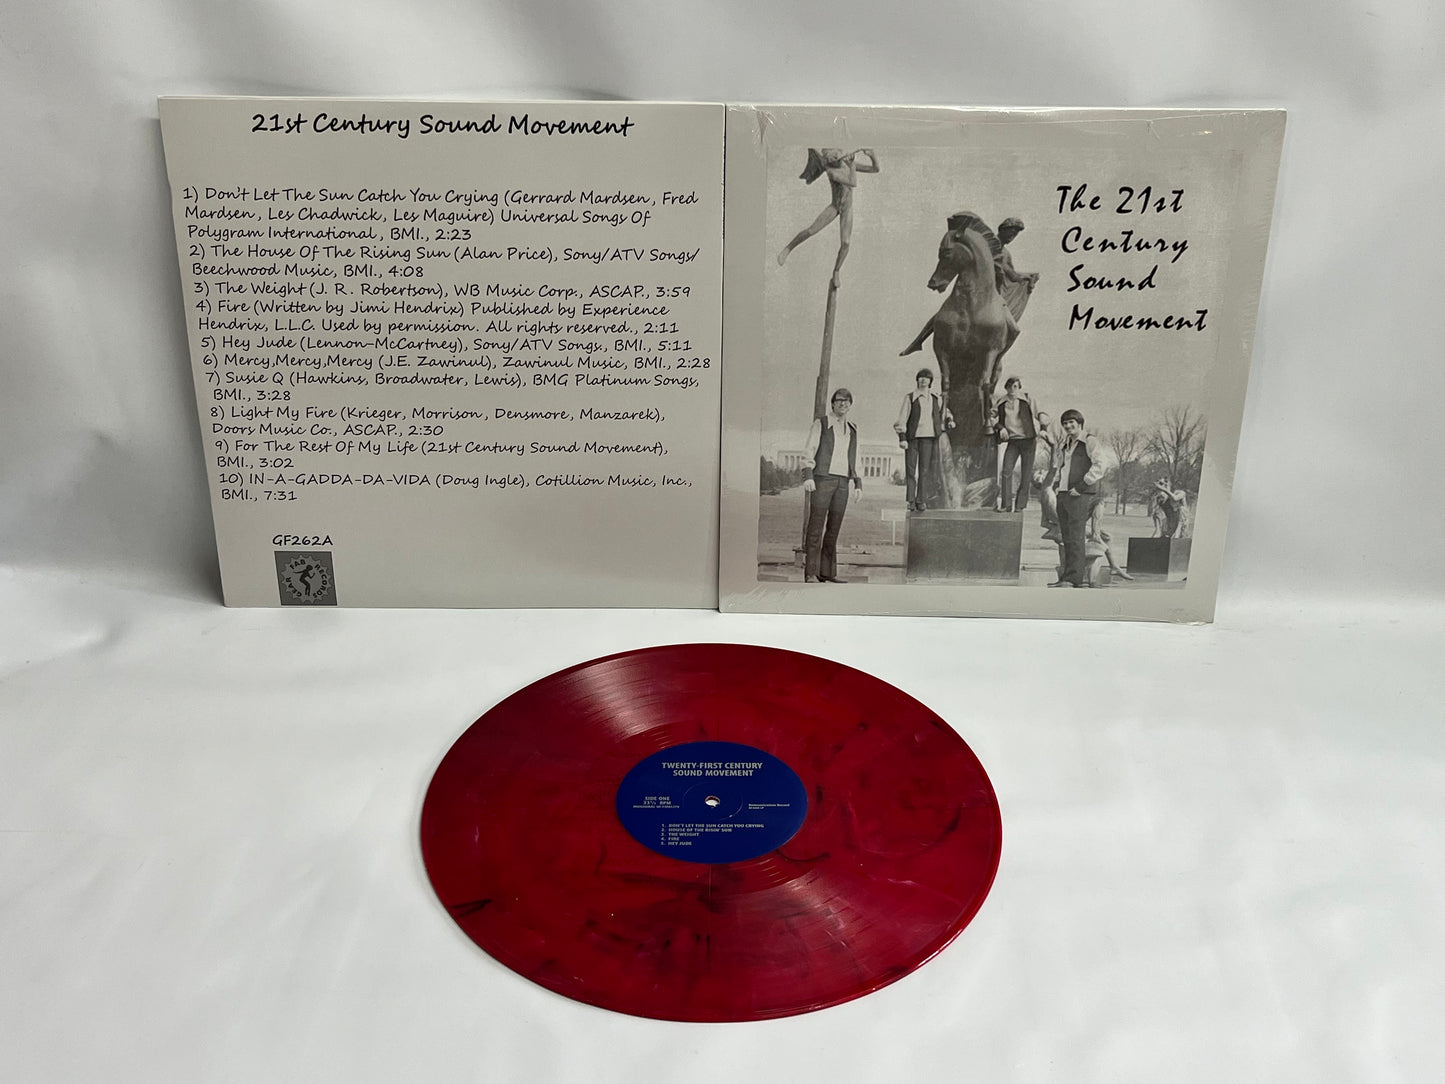 21st Century Sound Movement
1) Don't Let The Sun Catch You Crying (Gerrard Mardsen, Fred
Mardsen, Les Chadwick, Les Maguire) Universal Songs Of
Polygram International, BMI., 2:23
2) The House Of The Rising Sun (Alan Price), Sony/ATV Songs/
Beechwood Music, BMI., 4:08
3) The Weight (J. R. Robertson), WB Music Corp., ASCAP., 3:59
4) Fire (Written by Jimi Hendrix) Published by Experience
Hendrix, L.L.C. Used by permission. All rights reserved., 2:11
5) Hey Jude (Lennon-McCartney), Sony/ATV Songs., BMI., 5:11
6) Mercy,Mercy,Mercy (J.E. Zawinul), Zawinul Music, BMI., 2:28
7) Susie Q (Hawkins, Broadwater, Lewis), BMG Platinum Songs,
BMI., 3:28
8) Light My Fire (Krieger, Morrison, Densmore, Manzarek),
Doors Music Co., ASCAP., 2:30
9) For The Rest Of My Life (21st Century Sound Movement),
BMI., 3:02
10) IN-A-GADDA-DA-VIDA (Doug Ingle), Cotillion Music, Inc.,
BMI., 7:31
GF262A
GEAR FAB RECORDS
The 21st
Century
Sound
Movement
TWENTY-FIRST CENTURY
SOUND MOVEMENT
SIDE ONE
33⅓ RPM
1. DON'T LET THE SUN CATCH YOU CRYING
2. HOUSE OF THE RISIN' SUN
3. THE WEIGHT
4. FIRE
5. HEY JUDE